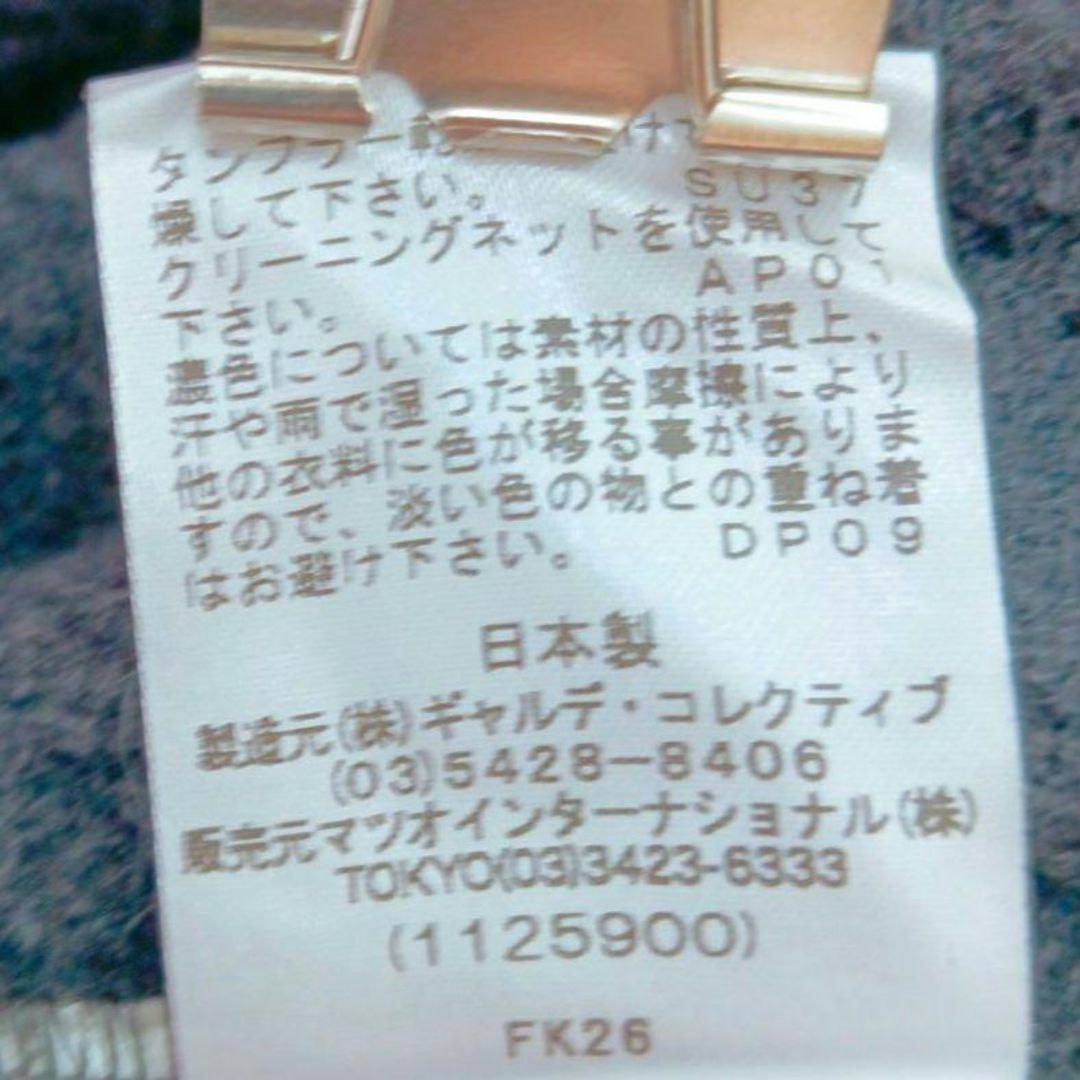 タンブラー け
燥して下さい。 SU37
クリーニングネットを使用して
下さい。 AP01
濃色については素材の性質上、
汗や雨で湿った場合摩擦により
他の衣料に色が移る事がありま
すので、淡い色の物との重ね着
はお避け下さい。 DP09
日本製
製造元(株)ギャルデ・コレクティブ
(03)5428-8406
販売元マツオインターナショナル(株)
TOKYO(03)3423-6333
(1125900)
FK26